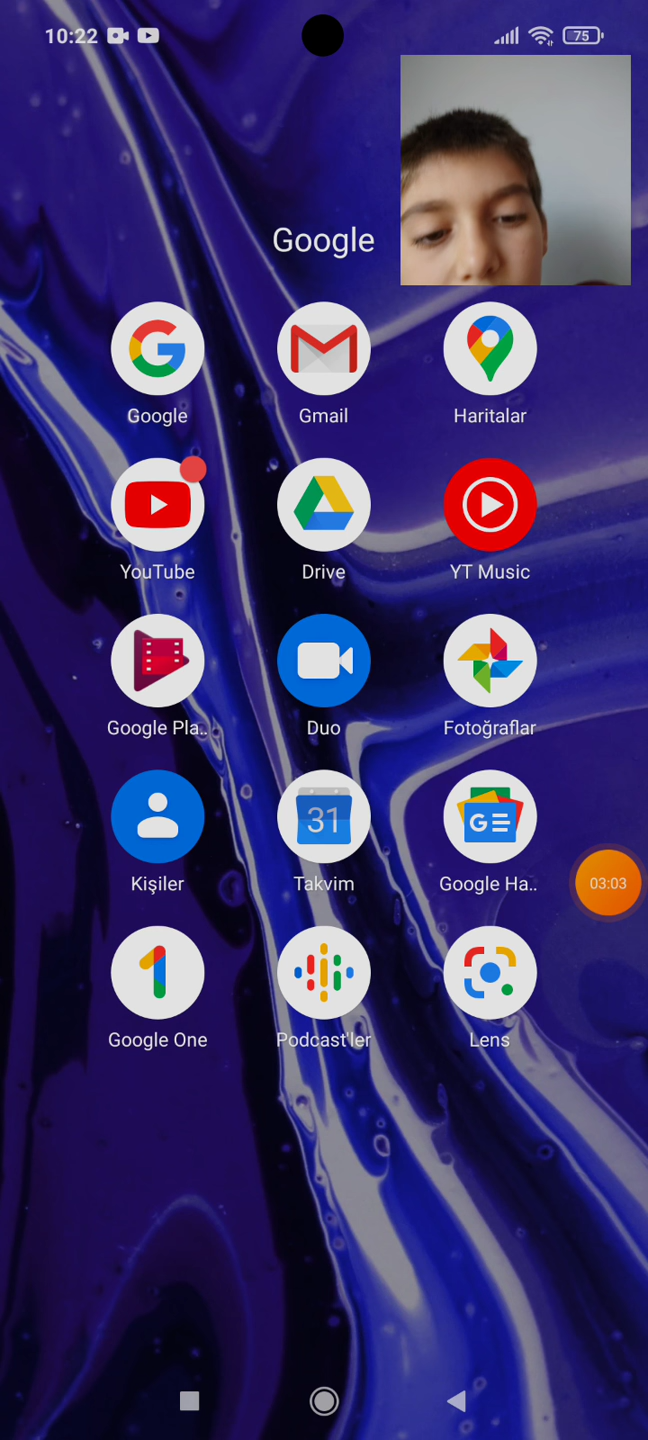 10:22
75
Google
Google
Gmail
Haritalar
YouTube
Drive
YT Music
Google Pla..
Duo
Fotoğraflar
31
GE
Kişiler
Takvim
Google Ha..
03:03
Google One
Podcast'ler
Lens